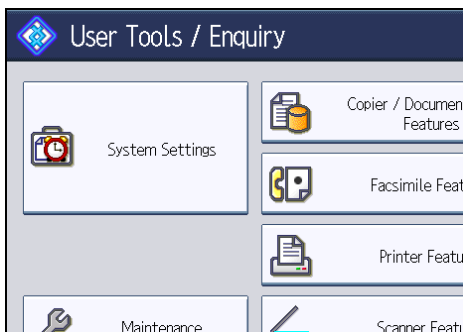 User Tools / Enquiry
Copier / Documen
Features
System Settings
Facsimile Feat
Printer Featu
Maintenance
Scanner Featu